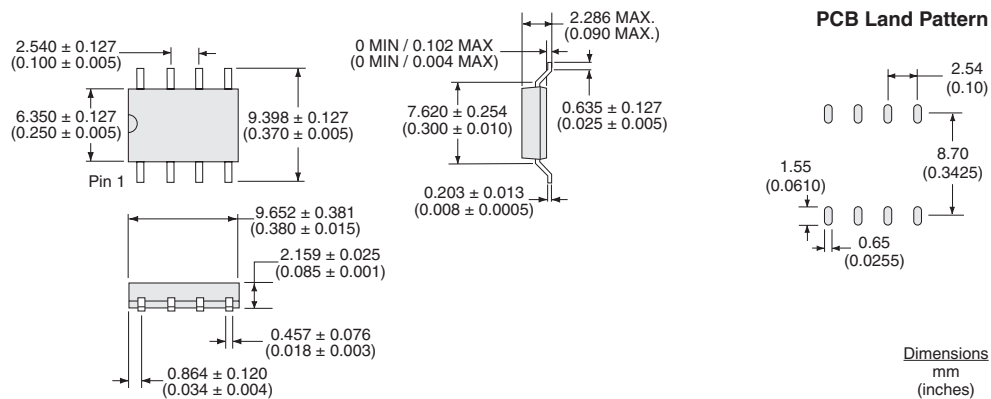 2.540 ± 0.127
(0.100 ± 0.005)
6.350 ± 0.127
(0.250 ± 0.005)
9.398 ± 0.127
(0.370 ± 0.005)
Pin 1
9.652 ± 0.381
(0.380 ± 0.015)
2.159 ± 0.025
(0.085 ± 0.001)
0.457 ± 0.076
(0.018 ± 0.003)
0.864 ± 0.120
(0.034 ± 0.004)
2.286 MAX.
(0.090 MAX.)
0 MIN / 0.102 MAX
(0 MIN / 0.004 MAX)
7.620 ± 0.254
(0.300 ± 0.010)
0.635 ± 0.127
(0.025 ± 0.005)
0.203 ± 0.013
(0.008 ± 0.0005)
PCB Land Pattern
2.54
(0.10)
8.70
(0.3425)
1.55
(0.0610)
0.65
(0.0255)
Dimensions
mm
(inches)